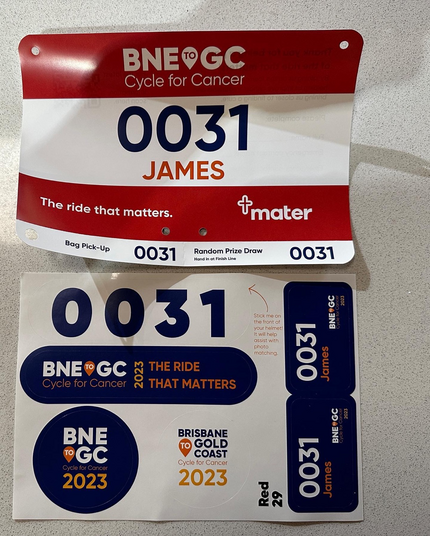 BNE TO GC
Cycle for Cancer
0031
JAMES
The ride that matters.
mater
Bag Pick-Up
0031
Random Prize Draw
Hand in at Finish Line
0031
0031
Stick me on
the front of
your helmet!
It will help
assist with
photo
matching.
BNE TO GC
Cycle for Cancer
2023
THE RIDE
THAT MATTERS
BNE
TO GC
Cycle for Cancer
2023
BRISBANE
TO GOLD
COAST
Cycle for Cancer
2023
Red
29
0031
James
BNE TO GC
Cycle for Cancer
2023
0031
James
BNE TO GC
Cycle for Cancer
2023